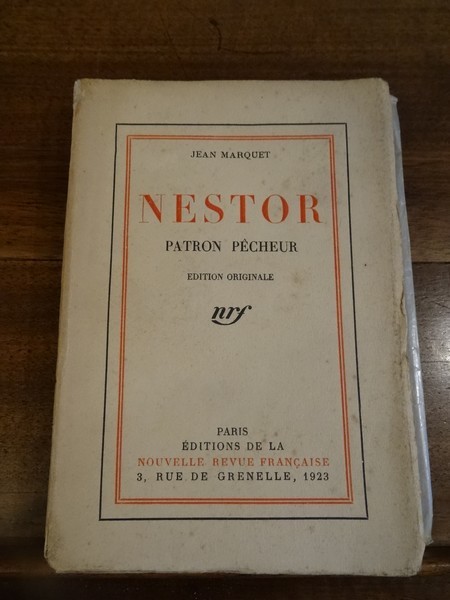 JEAN MARQUET
NESTOR
PATRON PÊCHEUR
EDITION ORIGINALE
nrf
PARIS
ÉDITIONS DE LA
NOUVELLE REVUE FRANÇAISE
3, RUE DE GRENELLE, 1923